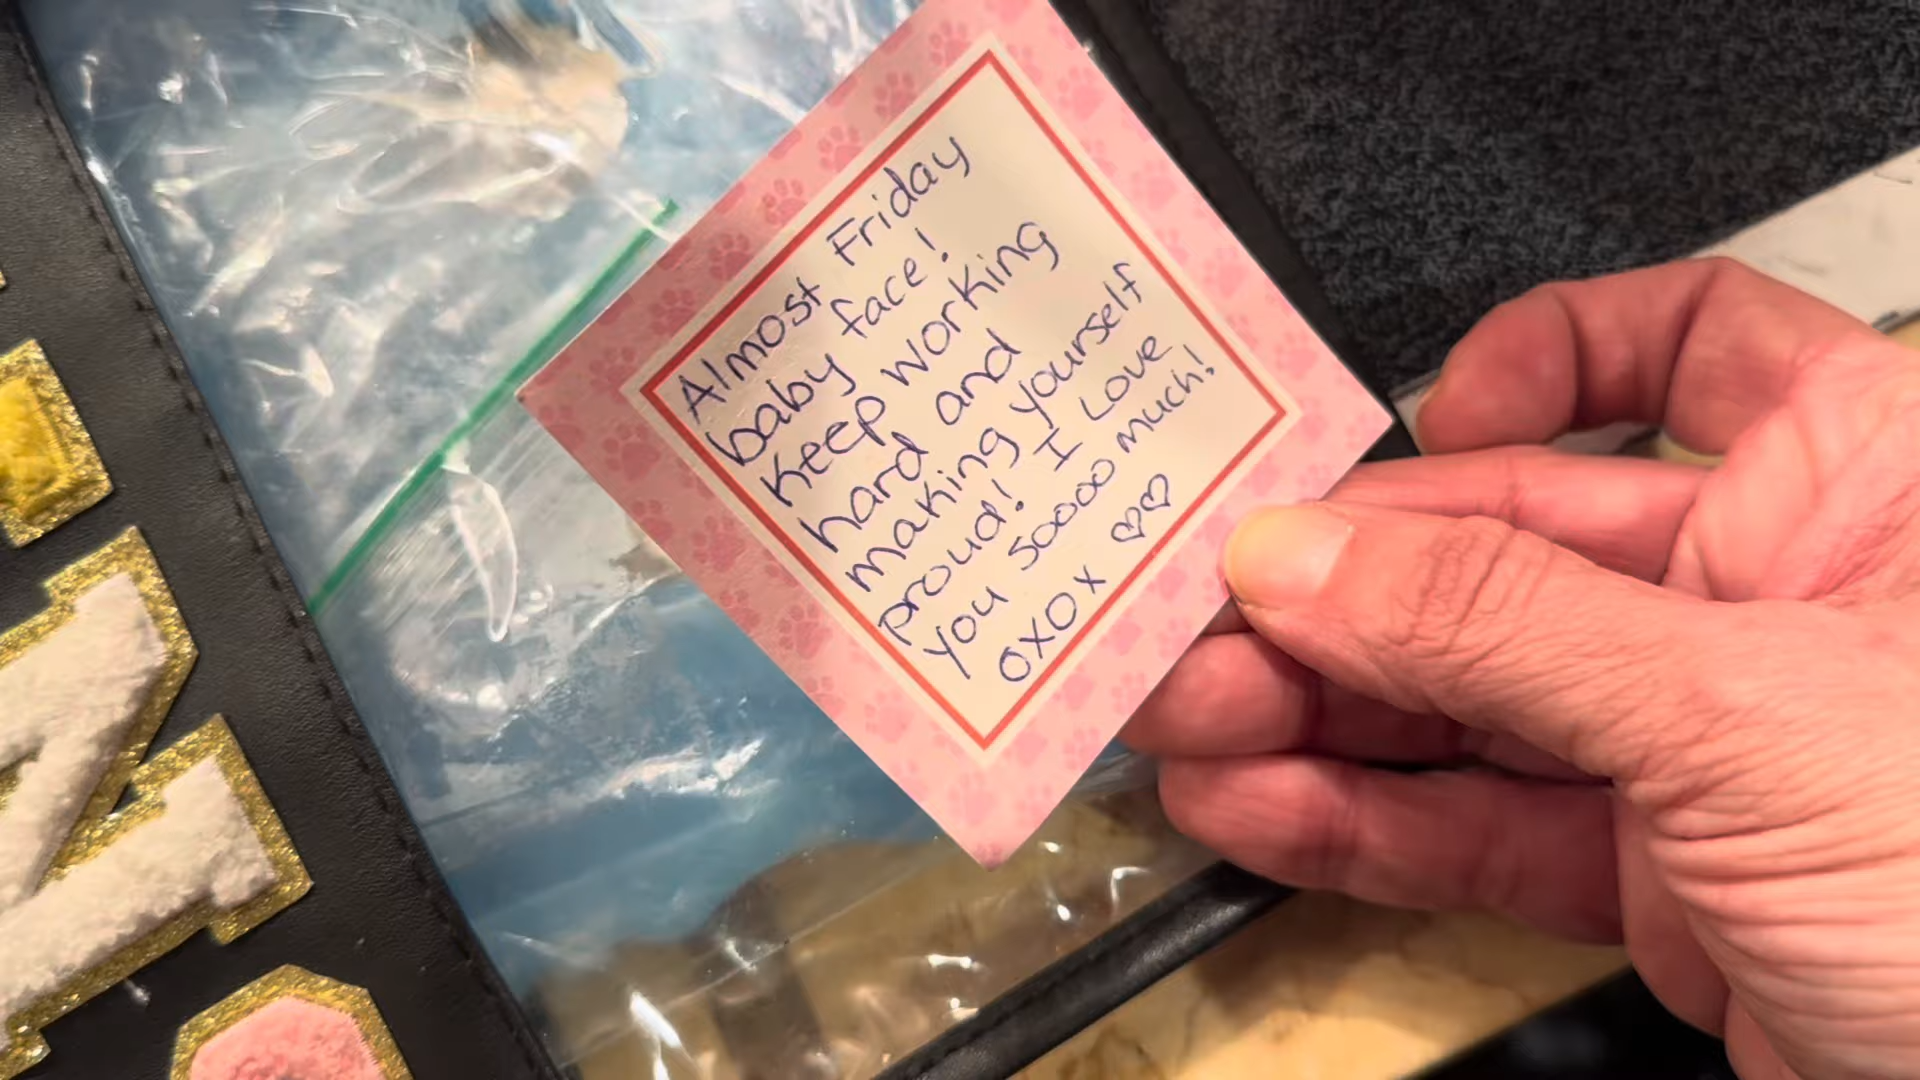 Almost Friday
baby face!
Keep working
hard and
making yourself
proud! I Love
you soooo much!
OXOX ♡♡